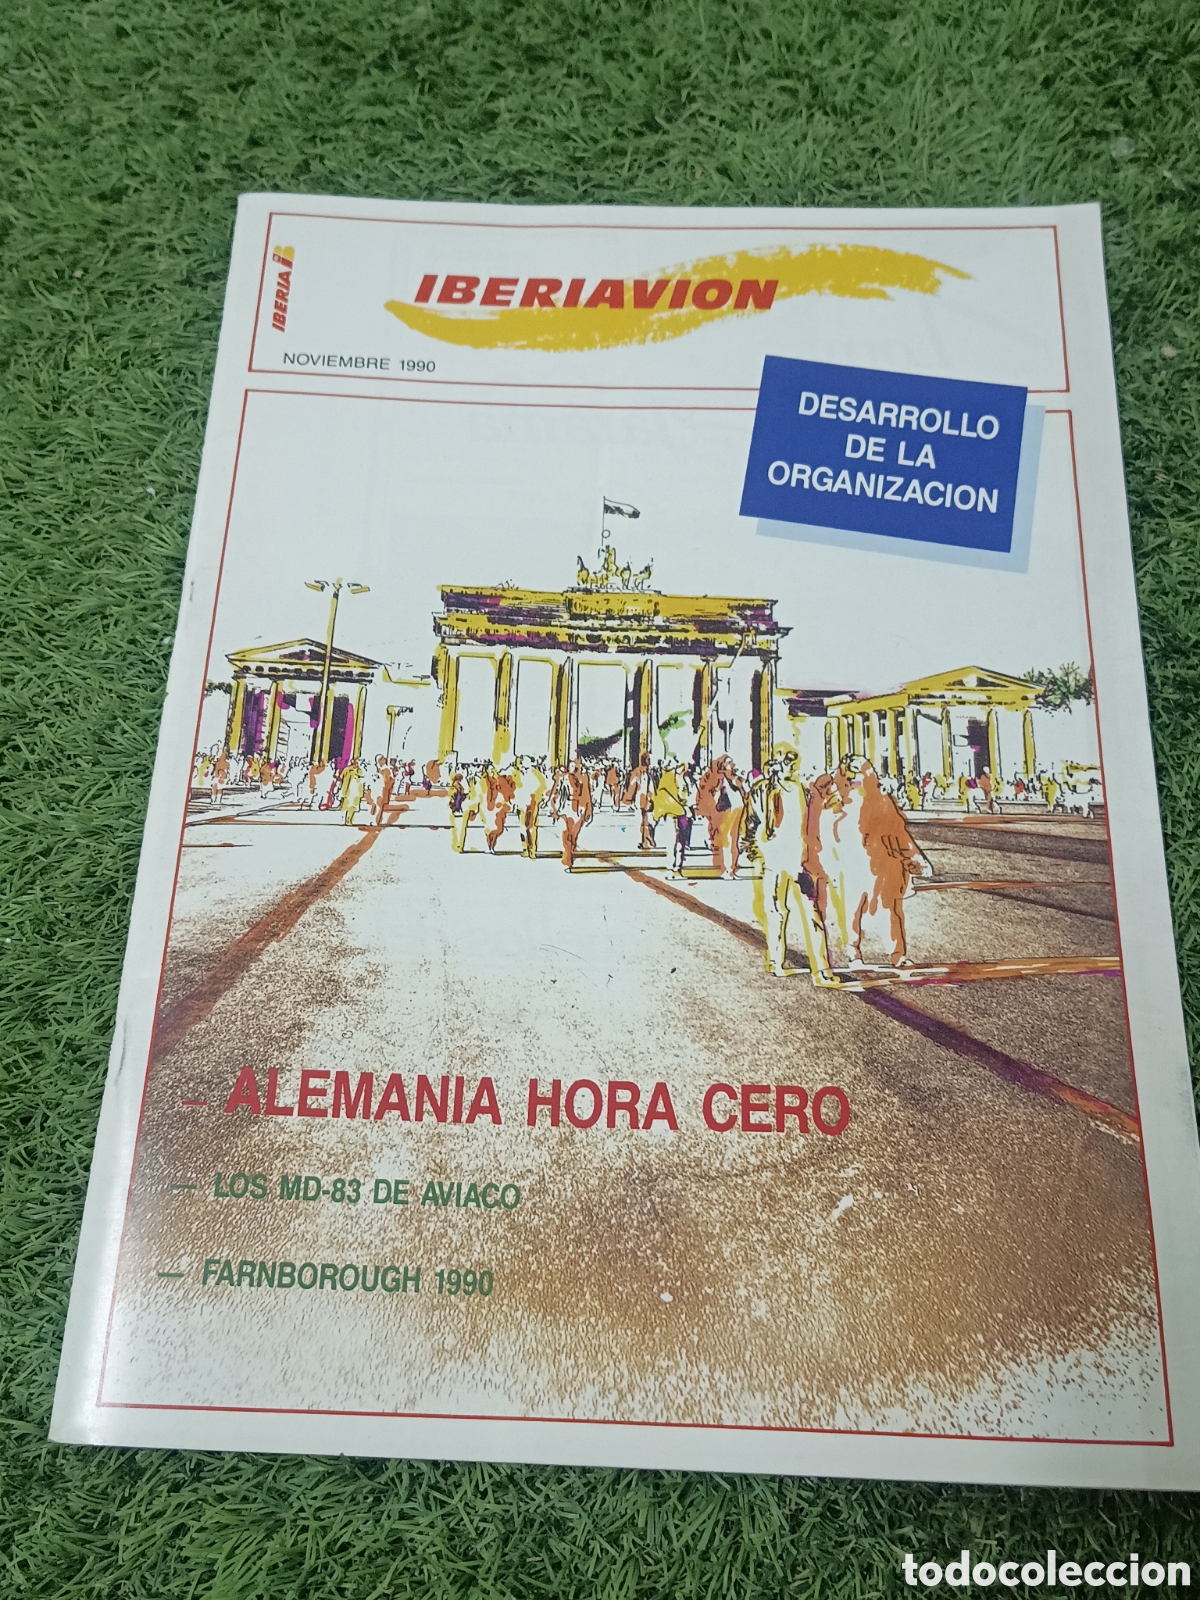 IBERIA
IBERIAVION
NOVIEMBRE 1990
DESARROLLO
DE LA
ORGANIZACION
– ALEMANIA HORA CERO
— LOS MD-83 DE AVIACO
— FARNBOROUGH 1990
todocoleccion